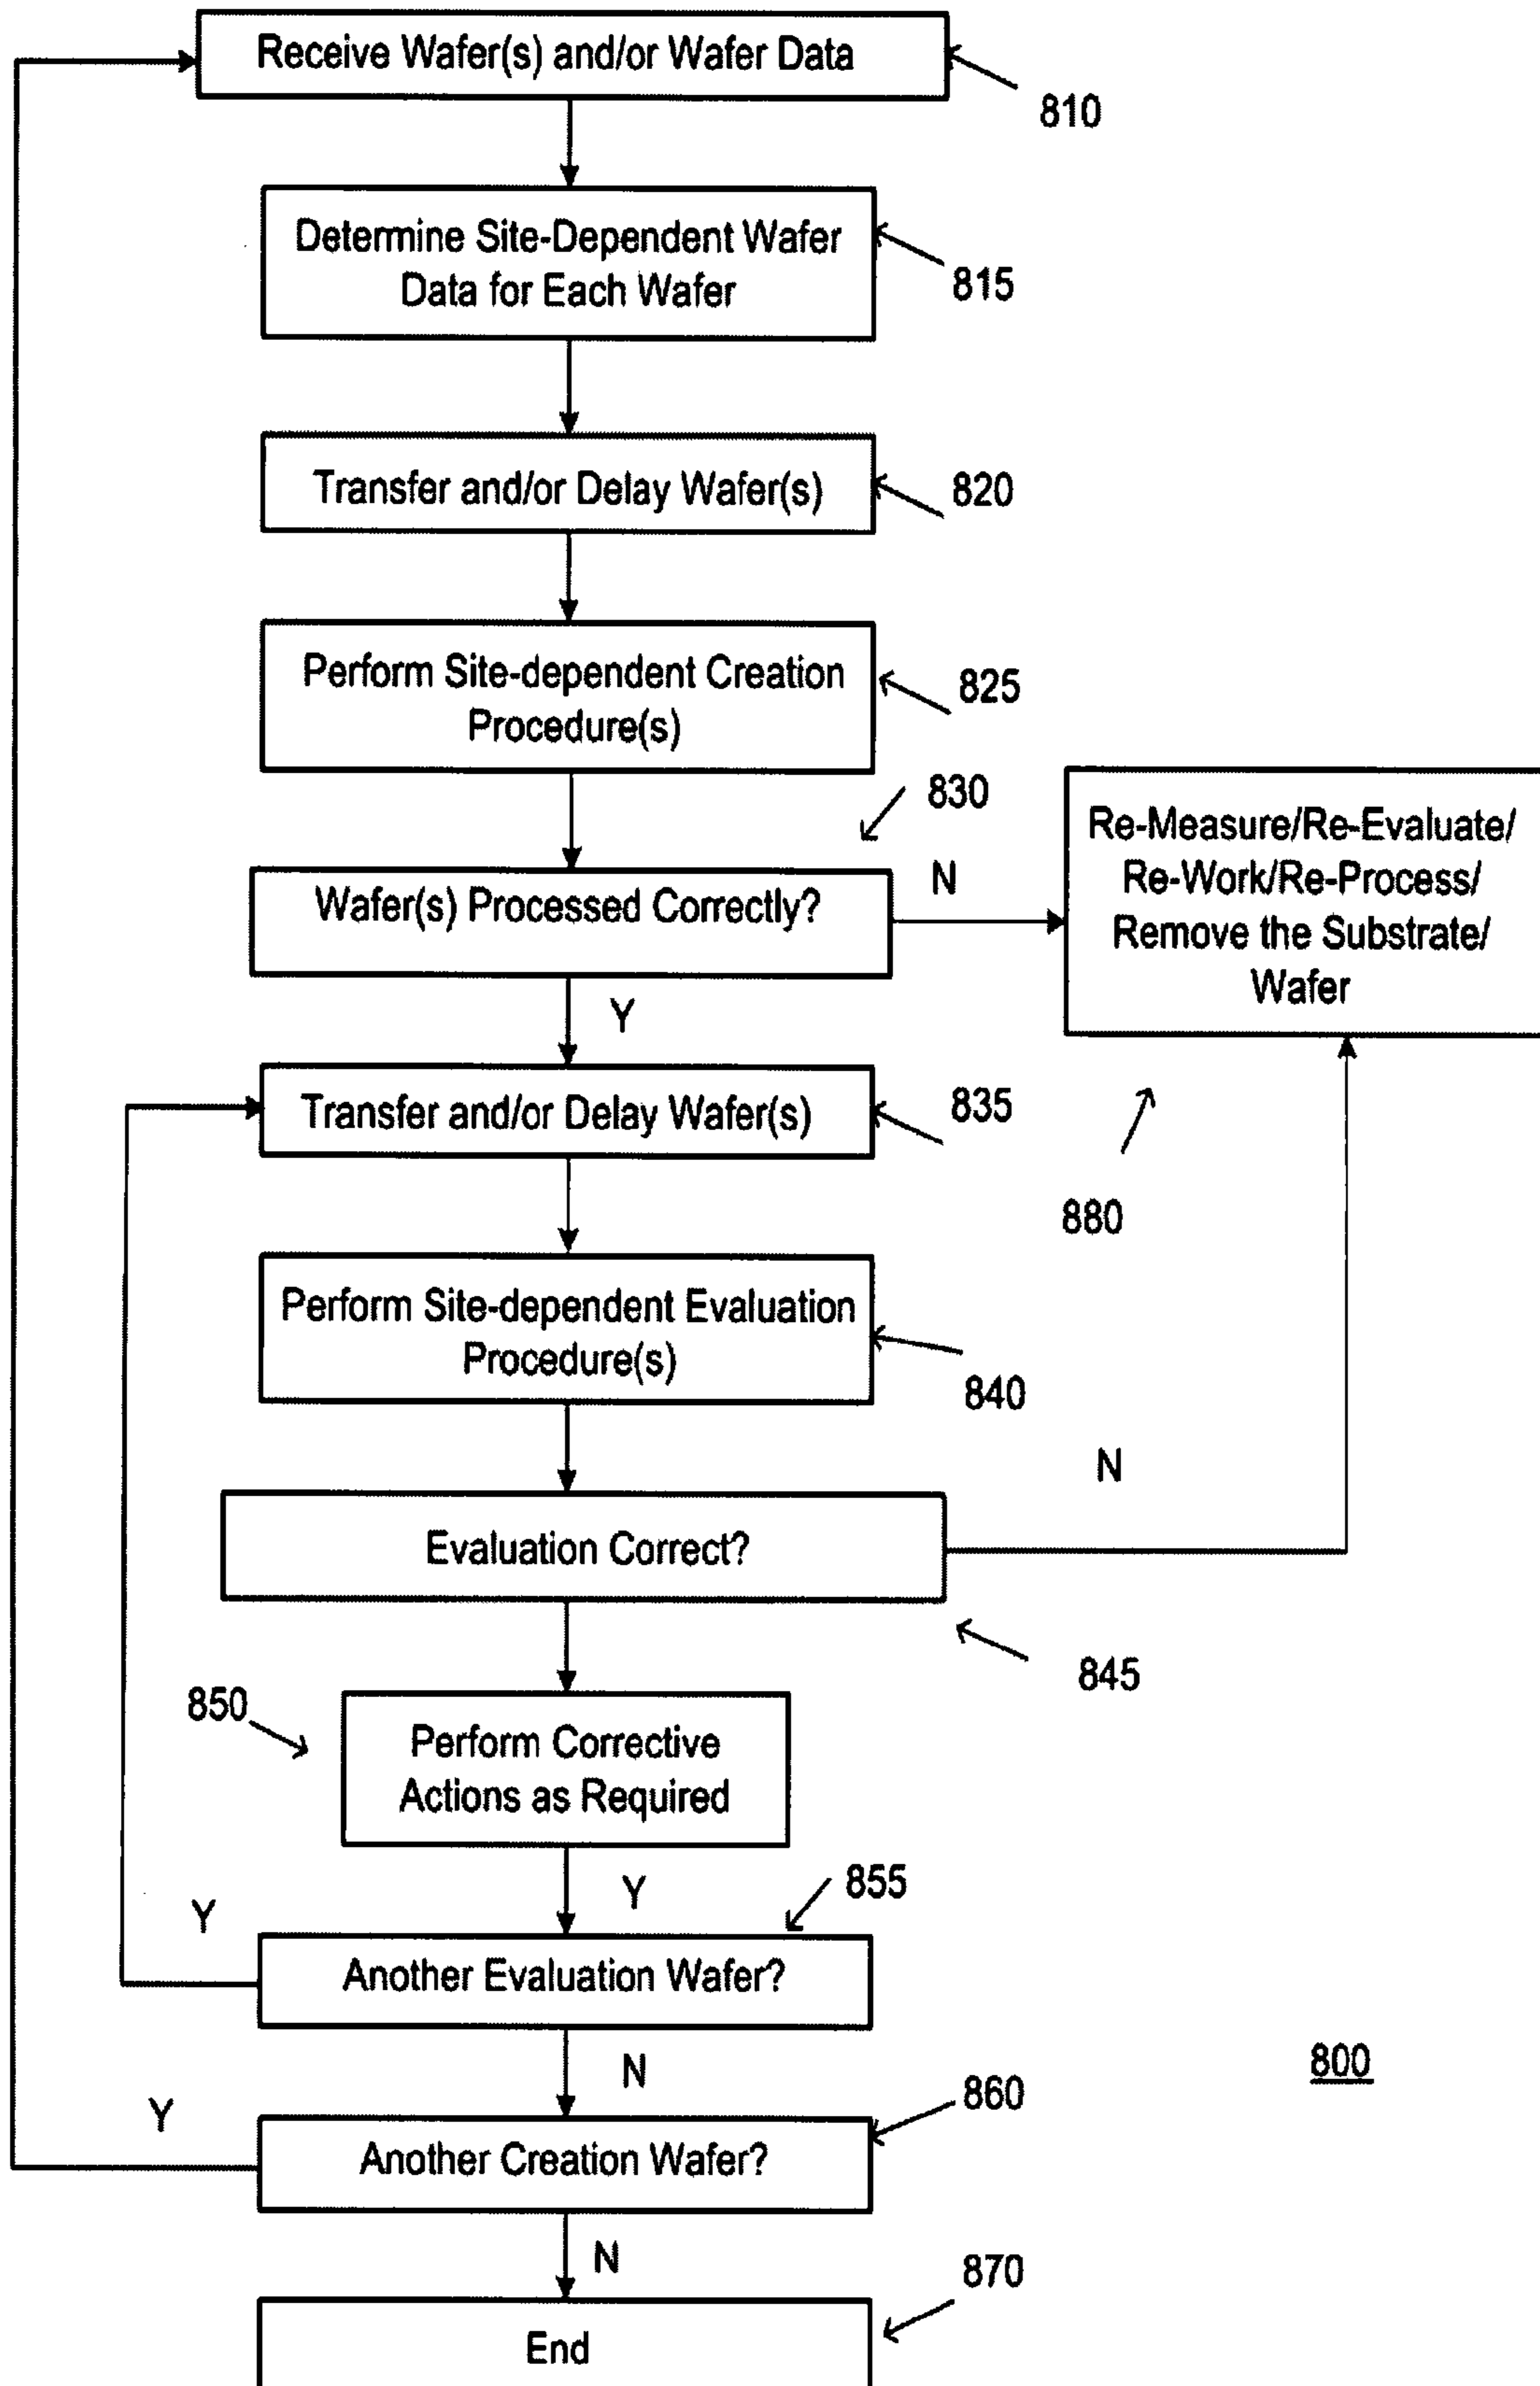 Receive Wafer(s) and/or Wafer Data
810
Determine Site-Dependent Wafer
Data for Each Wafer
815
Transfer and/or Delay Wafer(s)
820
Perform Site-dependent Creation
Procedure(s)
825
830
Wafer(s) Processed Correctly?
N
Re-Measure/Re-Evaluate/
Re-Work/Re-Process/
Remove the Substrate/
Wafer
Y
Transfer and/or Delay Wafer(s)
835
880
Perform Site-dependent Evaluation
Procedure(s)
840
N
Evaluation Correct?
845
850
Perform Corrective
Actions as Required
Y
855
Y
Another Evaluation Wafer?
N
800
Y
860
Another Creation Wafer?
N
870
End